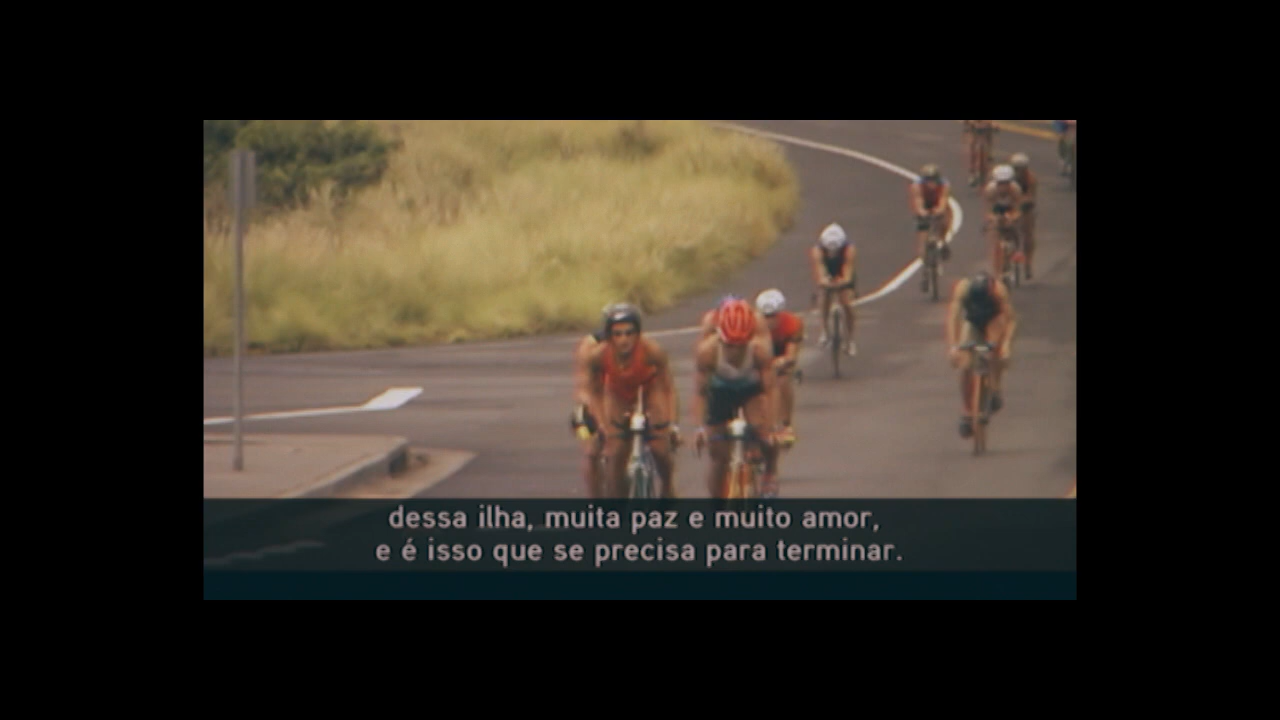 dessa ilha, muita paz e muito amor,
e é isso que se precisa para terminar.